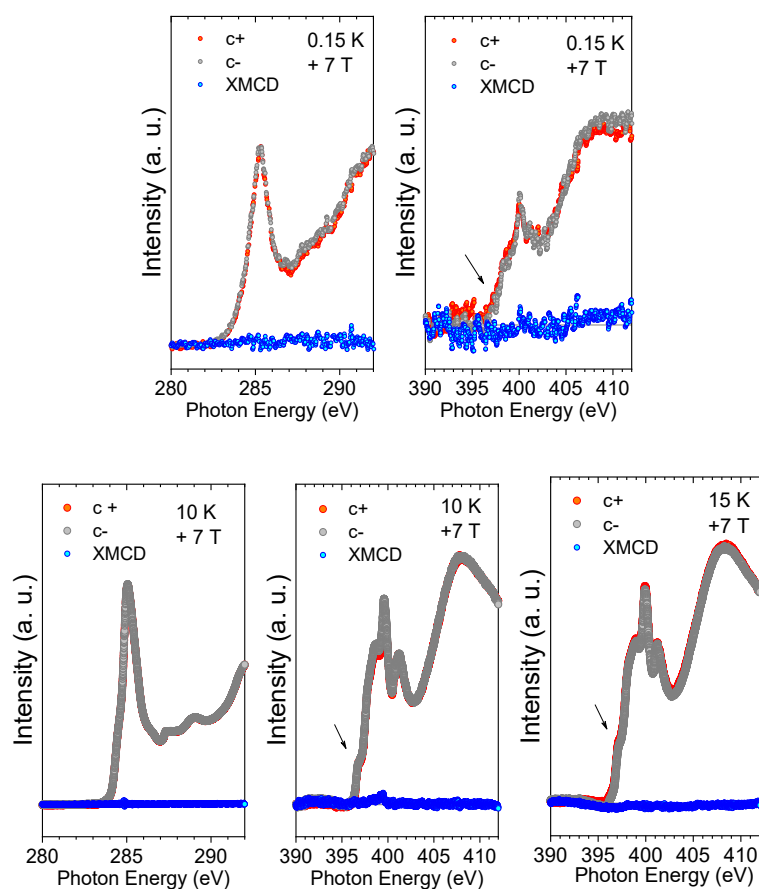 c+ 0.15 K
c- + 7 T
XMCD
Intensity (a. u.)
280 285 290
Photon Energy (eV)
c+ 0.15 K
c- +7 T
XMCD
Intensity (a. u.)
390 395 400 405 410
Photon Energy (eV)
c + 10 K
c- + 7 T
XMCD
Intensity (a. u.)
280 285 290
Photon Energy (eV)
c+ 10 K
c- +7 T
XMCD
Intensity (a. u.)
390 395 400 405 410
Photon Energy (eV)
c+ 15 K
c- +7 T
XMCD
Intensity (a. u.)
390 395 400 405 410
Photon Energy (eV)